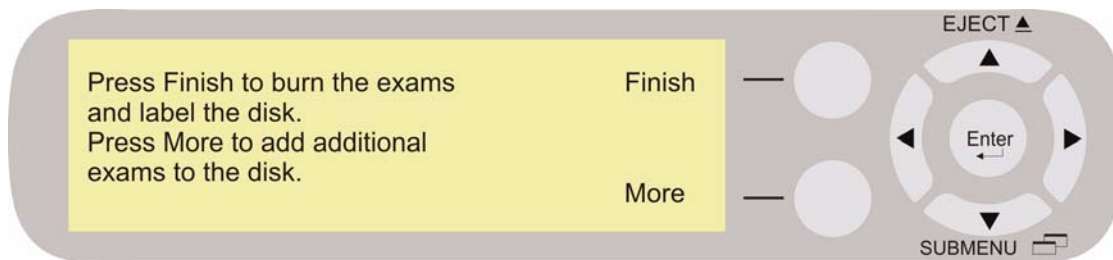 EJECT
Press Finish to burn the exams
and label the disk.
Press More to add additional
exams to the disk.
Finish
More
Enter
SUBMENU